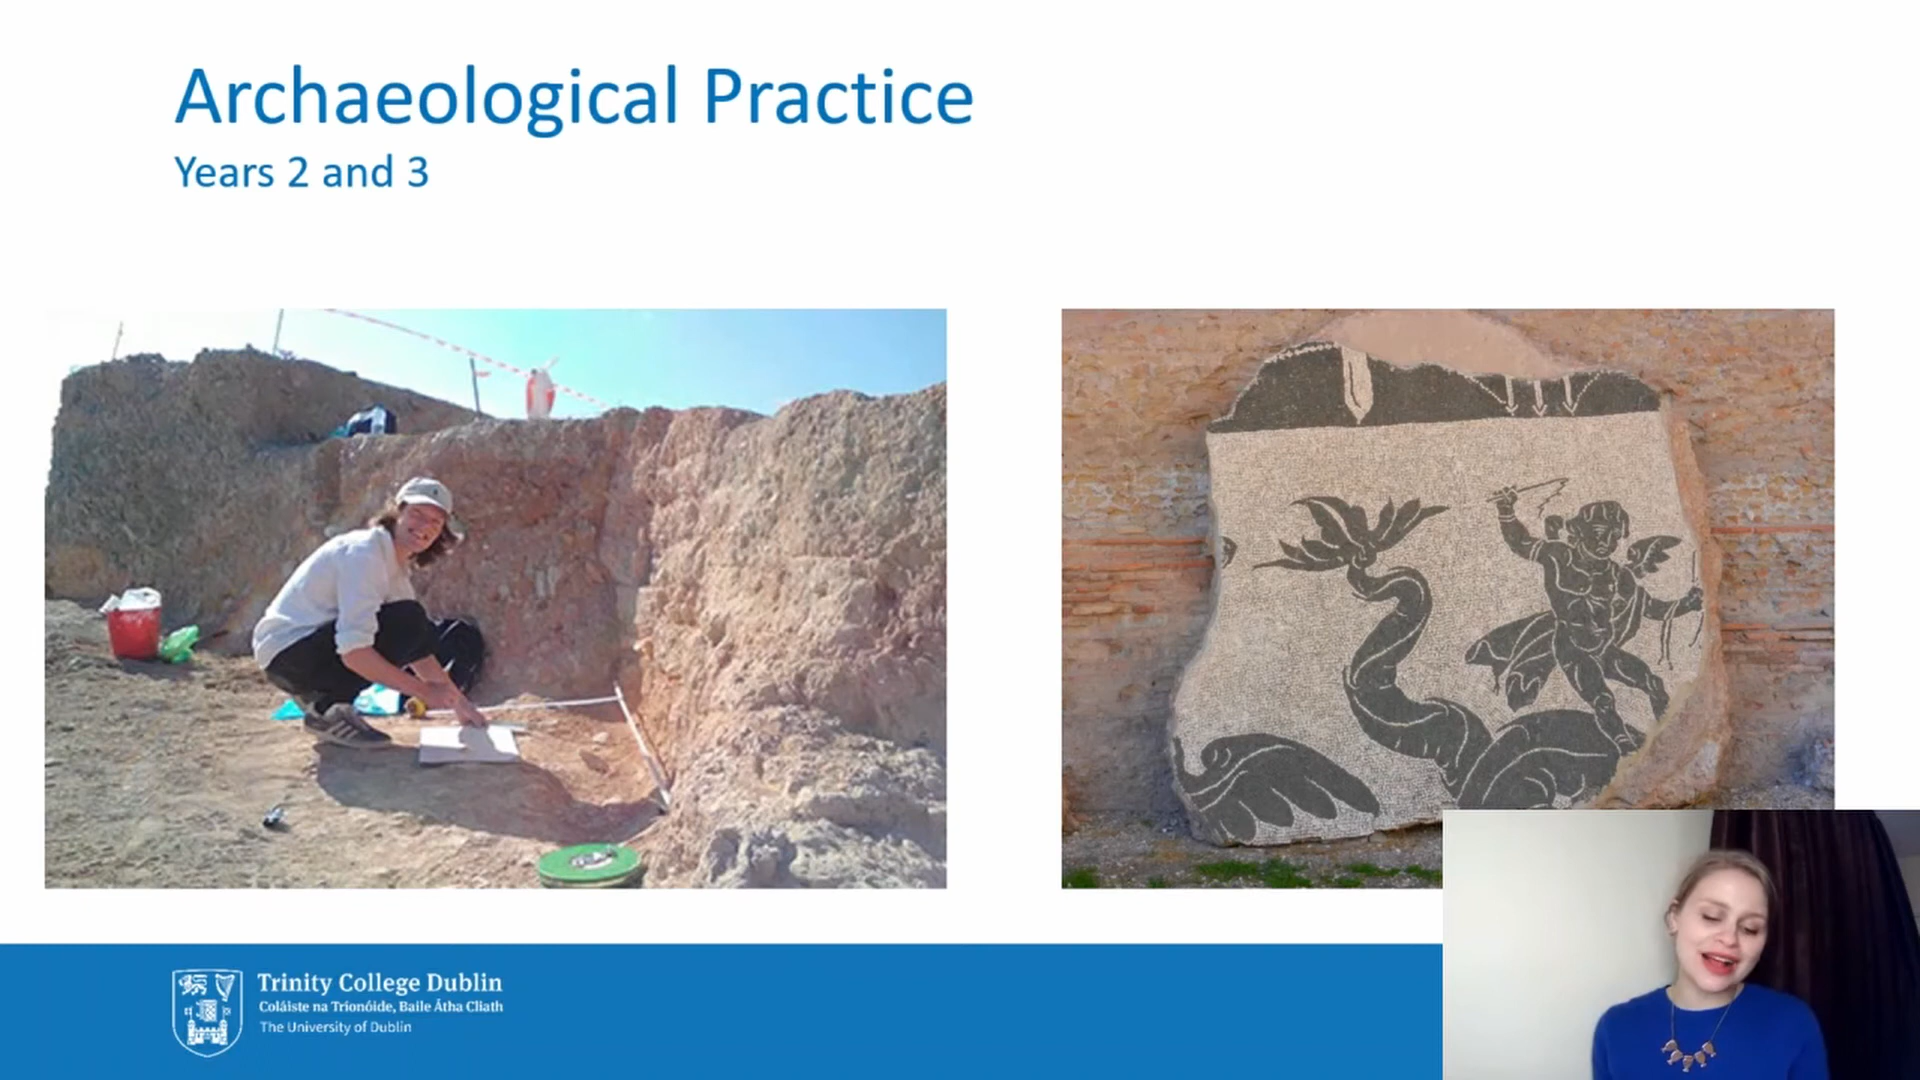 Archaeological Practice
Years 2 and 3
Trinity College Dublin
Coláiste na Tríonóide, Baile Átha Cliath
The University of Dublin